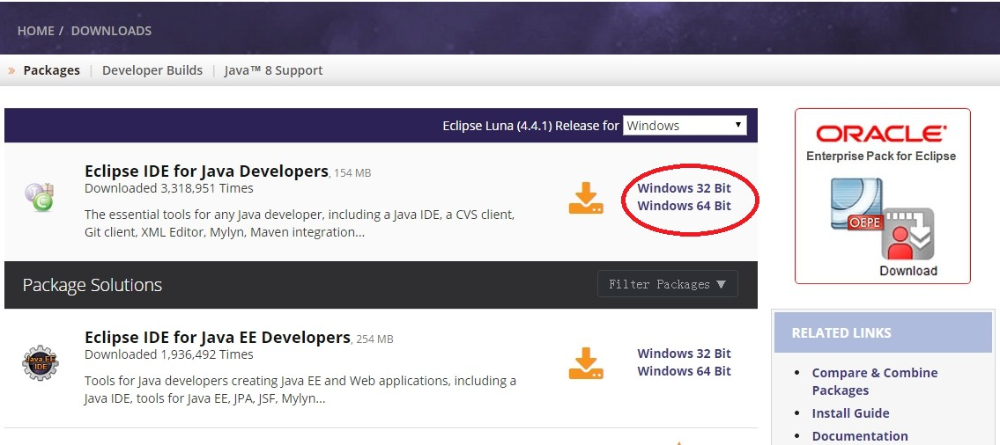 HOME / DOWNLOADS
» Packages | Developer Builds | Java™ 8 Support
Eclipse Luna (4.4.1) Release for Windows
Eclipse IDE for Java Developers, 154 MB
Downloaded 3,318,951 Times
The essential tools for any Java developer, including a Java IDE, a CVS client,
Git client, XML Editor, Mylyn, Maven integration...
Windows 32 Bit
Windows 64 Bit
Package Solutions
Filter Packages ▼
Java EE
IDE
Eclipse IDE for Java EE Developers, 254 MB
Downloaded 1,936,492 Times
Tools for Java developers creating Java EE and Web applications, including a
Java IDE, tools for Java EE, JPA, JSF, Mylyn...
Windows 32 Bit
Windows 64 Bit
ORACLE
Enterprise Pack for Eclipse
OEPE
Download
RELATED LINKS
• Compare & Combine
Packages
• Install Guide
• Documentation